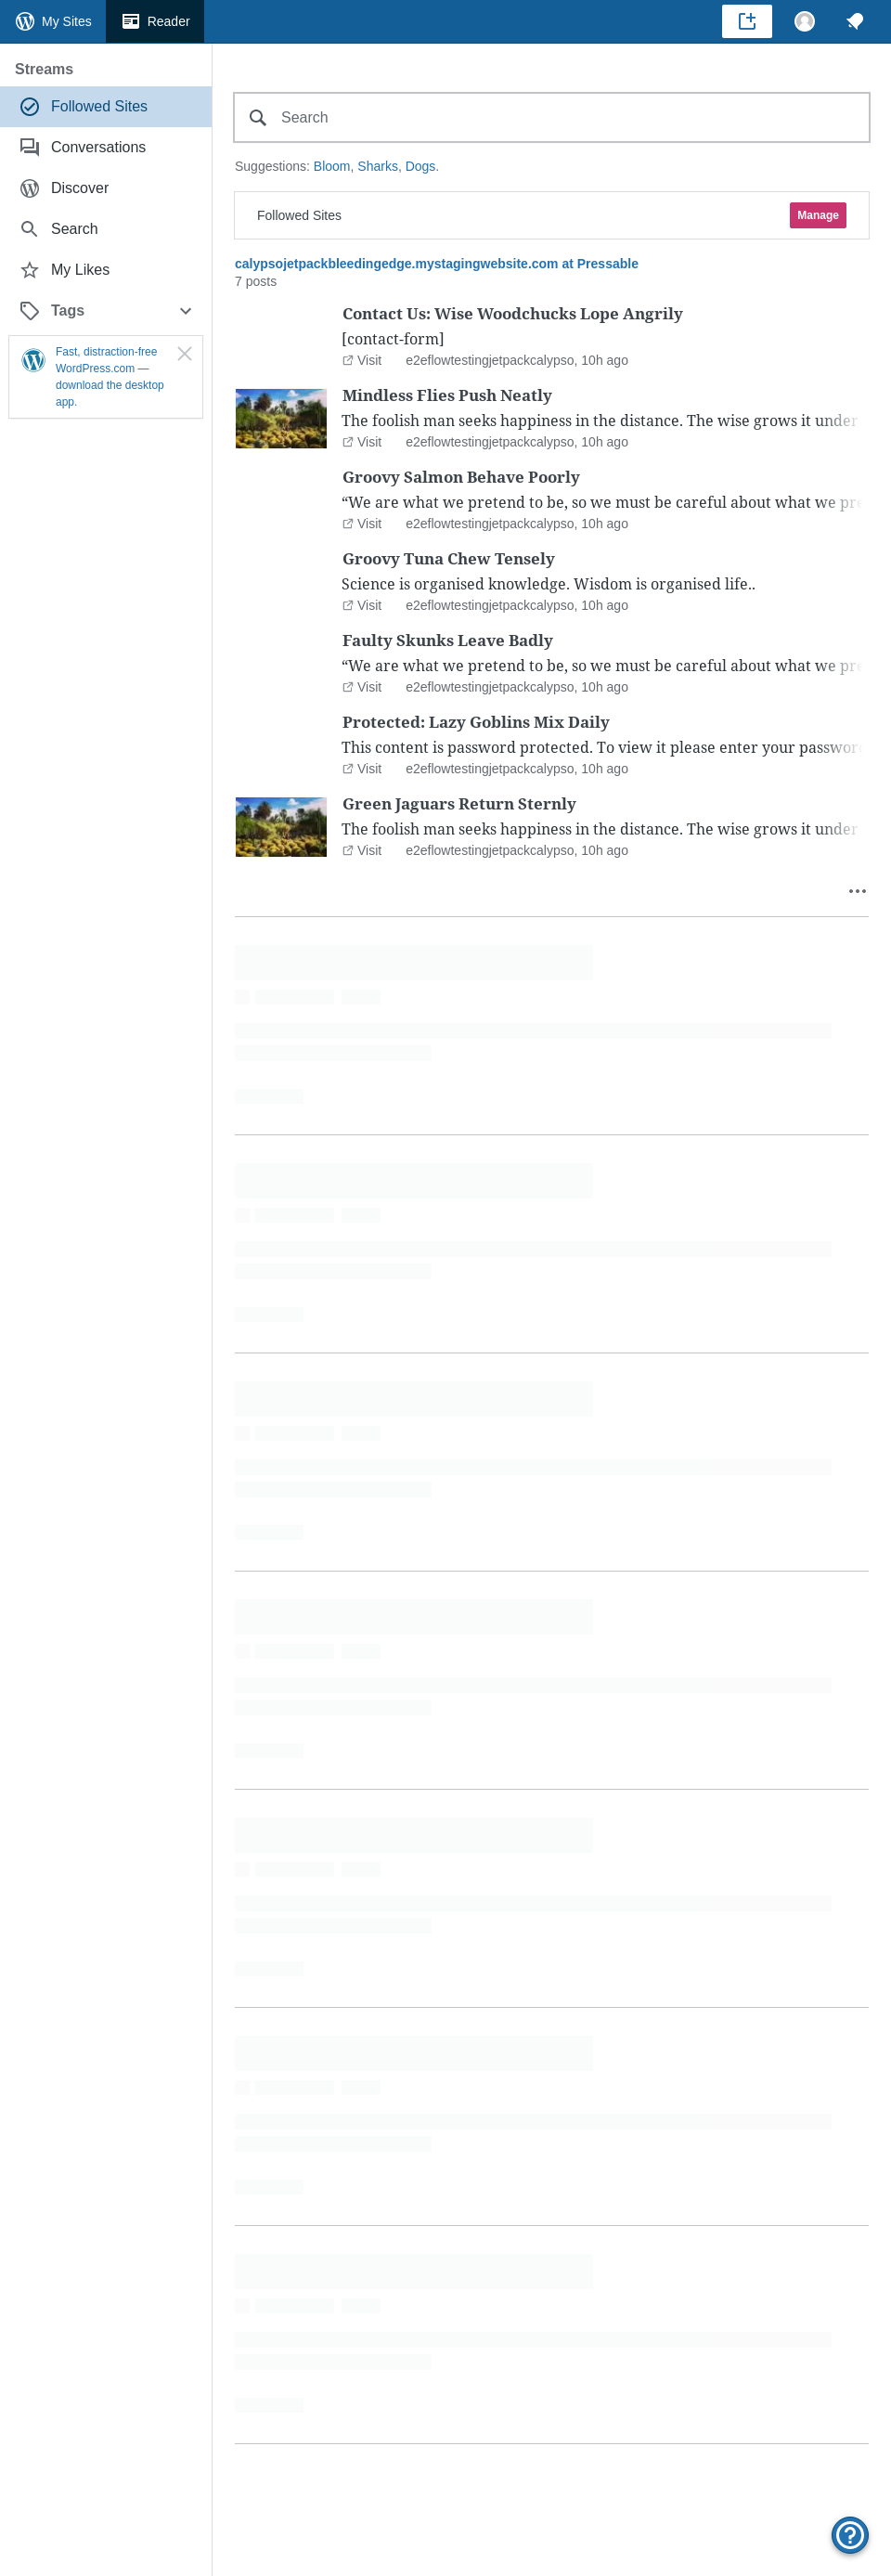 My Sites
Reader
Streams
Followed Sites
Conversations
Discover
Search
My Likes
Tags
Fast, distraction-free
WordPress.com —
download the desktop
app.
Search
Suggestions: Bloom, Sharks, Dogs.
Followed Sites
Manage
calypsojetpackbleedingedge.mystagingwebsite.com at Pressable
7 posts
Contact Us: Wise Woodchucks Lope Angrily
[contact-form]
Visit e2eflowtestingjetpackcalypso, 10h ago
Mindless Flies Push Neatly
The foolish man seeks happiness in the distance. The wise grows it under
Visit e2eflowtestingjetpackcalypso, 10h ago
Groovy Salmon Behave Poorly
“We are what we pretend to be, so we must be careful about what we pre
Visit e2eflowtestingjetpackcalypso, 10h ago
Groovy Tuna Chew Tensely
Science is organised knowledge. Wisdom is organised life..
Visit e2eflowtestingjetpackcalypso, 10h ago
Faulty Skunks Leave Badly
“We are what we pretend to be, so we must be careful about what we pre
Visit e2eflowtestingjetpackcalypso, 10h ago
Protected: Lazy Goblins Mix Daily
This content is password protected. To view it please enter your password
Visit e2eflowtestingjetpackcalypso, 10h ago
Green Jaguars Return Sternly
The foolish man seeks happiness in the distance. The wise grows it under
Visit e2eflowtestingjetpackcalypso, 10h ago